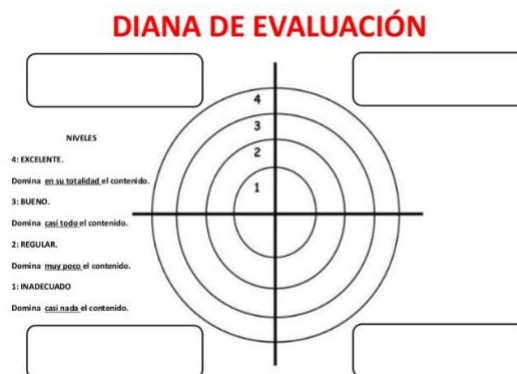 DIANA DE EVALUACIÓN
4
3
2
1
NIVELES
4: EXCELENTE.
Domina en su totalidad el contenido.
3: BUENO.
Domina casi todo el contenido.
2: REGULAR.
Domina muy poco el contenido.
1: INADECUADO
Domina casi nada el contenido.